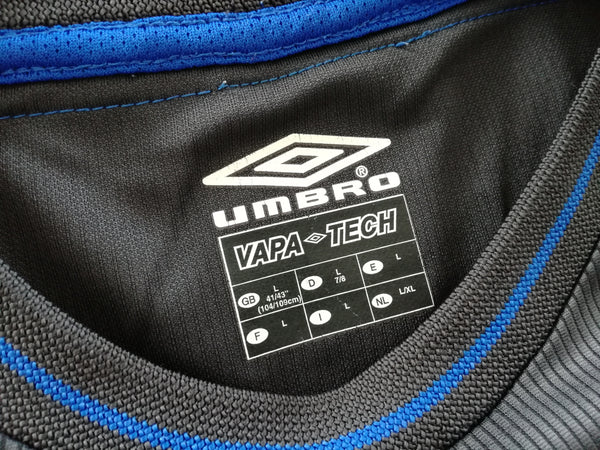 ®
UMBRO
VAPA TECH
GB L 41/43" (104/109cm) D L 7/8 E L
F L I L NL L/XL